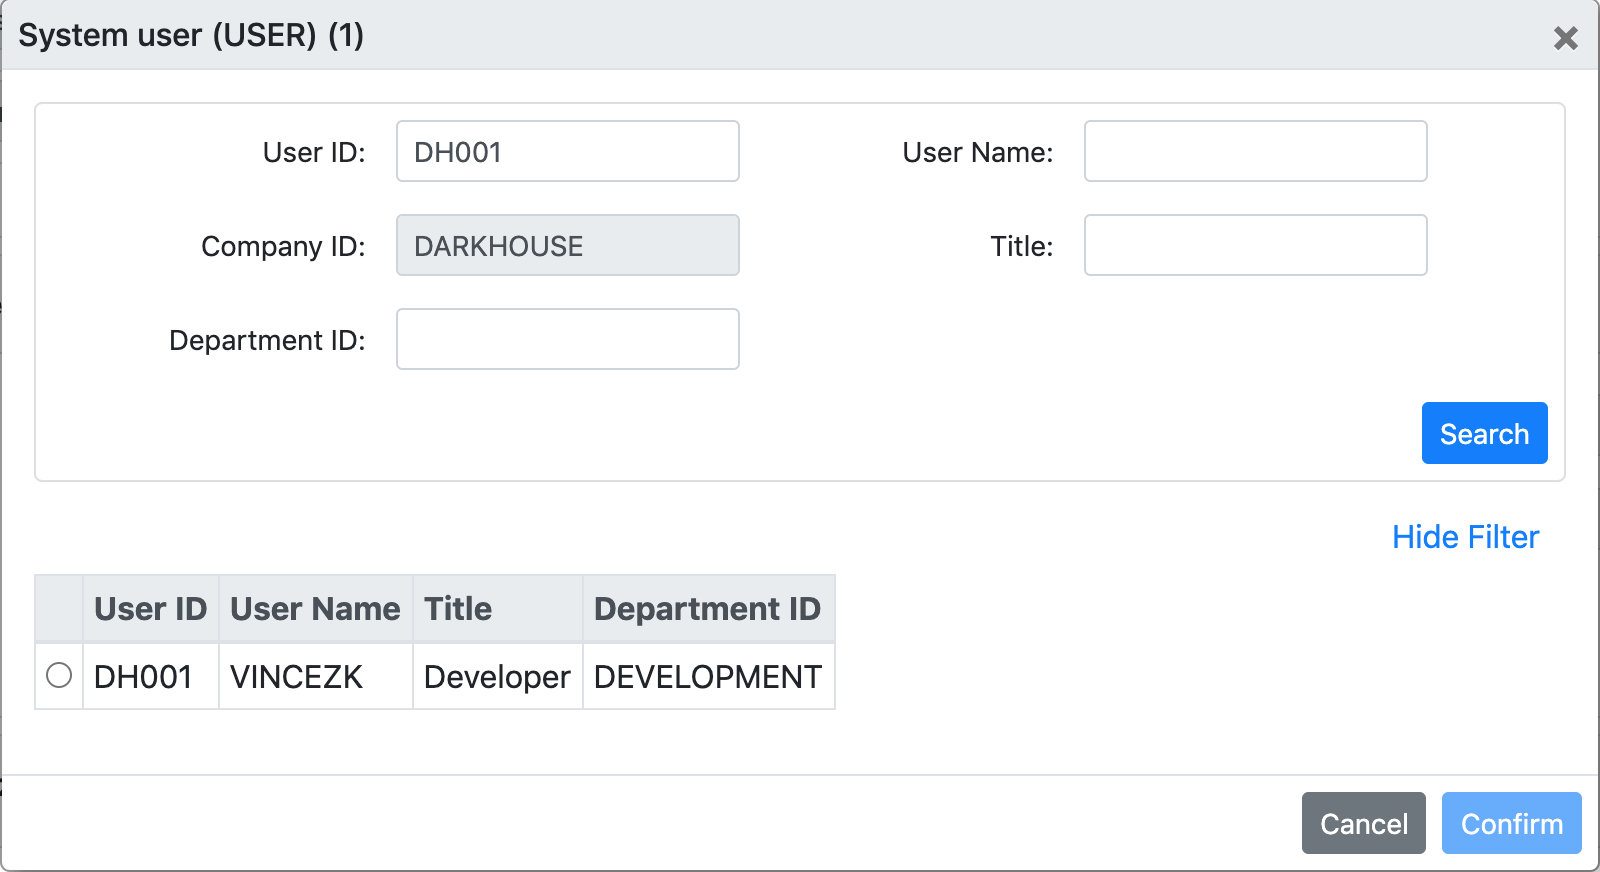 System user (USER) (1)
User ID: DH001 User Name:
Company ID: DARKHOUSE Title:
Department ID:
Search
Hide Filter
User ID User Name Title Department ID
DH001 VINCEZK Developer DEVELOPMENT
Cancel Confirm